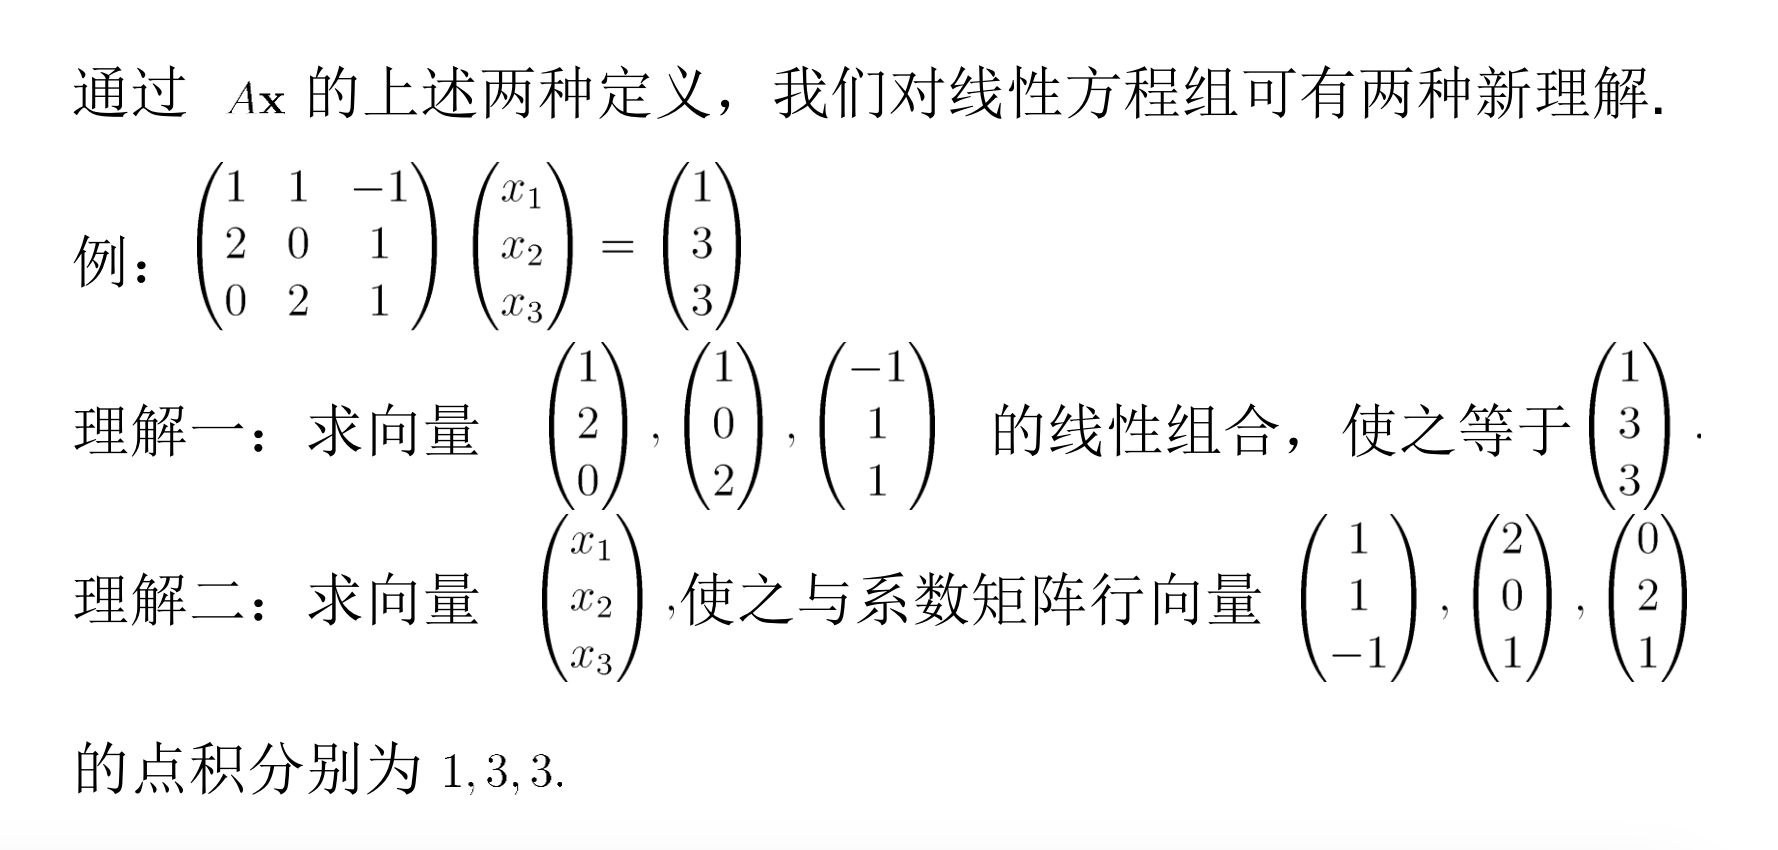 通过 Ax 的上述两种定义，我们对线性方程组可有两种新理解.
例： $\begin{pmatrix} 1 & 1 & -1 \\ 2 & 0 & 1 \\ 0 & 2 & 1 \end{pmatrix} \begin{pmatrix} x_1 \\ x_2 \\ x_3 \end{pmatrix} = \begin{pmatrix} 1 \\ 3 \\ 3 \end{pmatrix}$
理解一：求向量 $\begin{pmatrix} 1 \\ 2 \\ 0 \end{pmatrix}, \begin{pmatrix} 1 \\ 0 \\ 2 \end{pmatrix}, \begin{pmatrix} -1 \\ 1 \\ 1 \end{pmatrix}$ 的线性组合，使之等于 $\begin{pmatrix} 1 \\ 3 \\ 3 \end{pmatrix}$ .
理解二：求向量 $\begin{pmatrix} x_1 \\ x_2 \\ x_3 \end{pmatrix}$ ,使之与系数矩阵行向量 $\begin{pmatrix} 1 \\ 1 \\ -1 \end{pmatrix}, \begin{pmatrix} 2 \\ 0 \\ 1 \end{pmatrix}, \begin{pmatrix} 0 \\ 2 \\ 1 \end{pmatrix}$
的点积分别为 1, 3, 3.